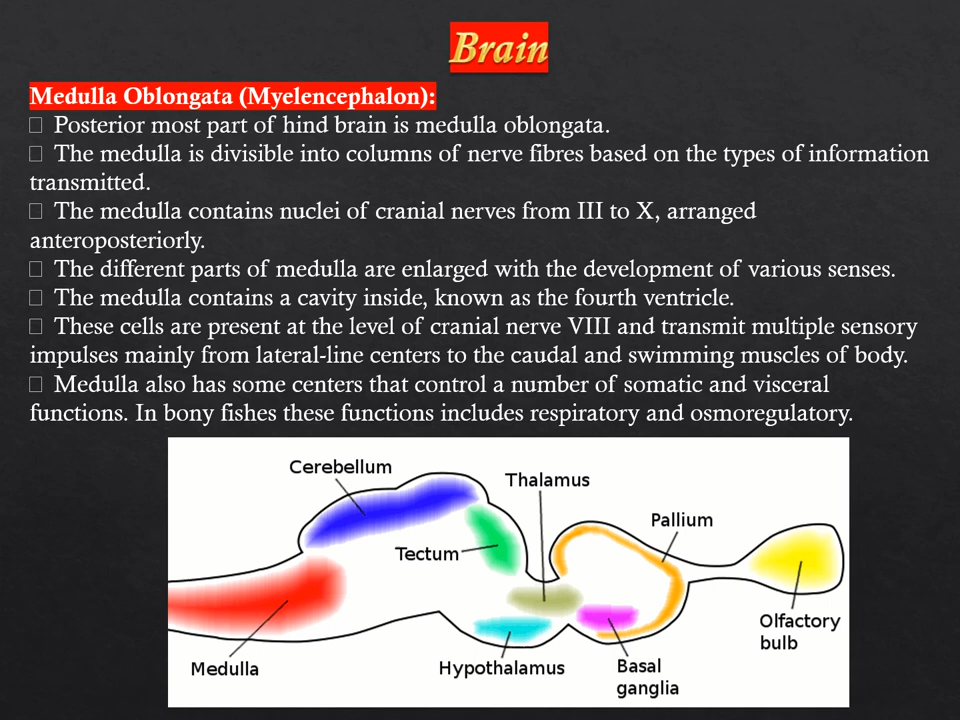 Brain
Medulla Oblongata (Myelencephalon):
□ Posterior most part of hind brain is medulla oblongata.
□ The medulla is divisible into columns of nerve fibres based on the types of information
transmitted.
□ The medulla contains nuclei of cranial nerves from III to X, arranged
anteroposteriorly.
□ The different parts of medulla are enlarged with the development of various senses.
□ The medulla contains a cavity inside, known as the fourth ventricle.
□ These cells are present at the level of cranial nerve VIII and transmit multiple sensory
impulses mainly from lateral-line centers to the caudal and swimming muscles of body.
□ Medulla also has some centers that control a number of somatic and visceral
functions. In bony fishes these functions includes respiratory and osmoregulatory.
Cerebellum
Thalamus
Pallium
Tectum
Olfactory
bulb
Medulla
Hypothalamus
Basal
ganglia